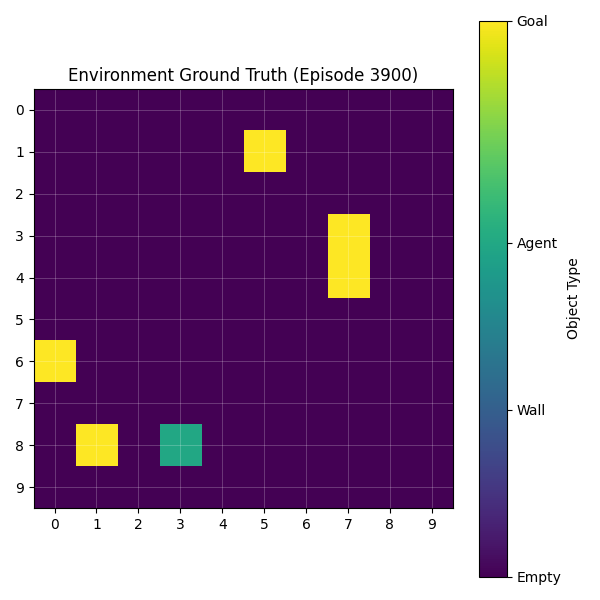 Environment Ground Truth (Episode 3900)
0
1
2
3
4
5
6
7
8
9
0 1 2 3 4 5 6 7 8 9
Goal
Agent
Wall
Empty
Object Type